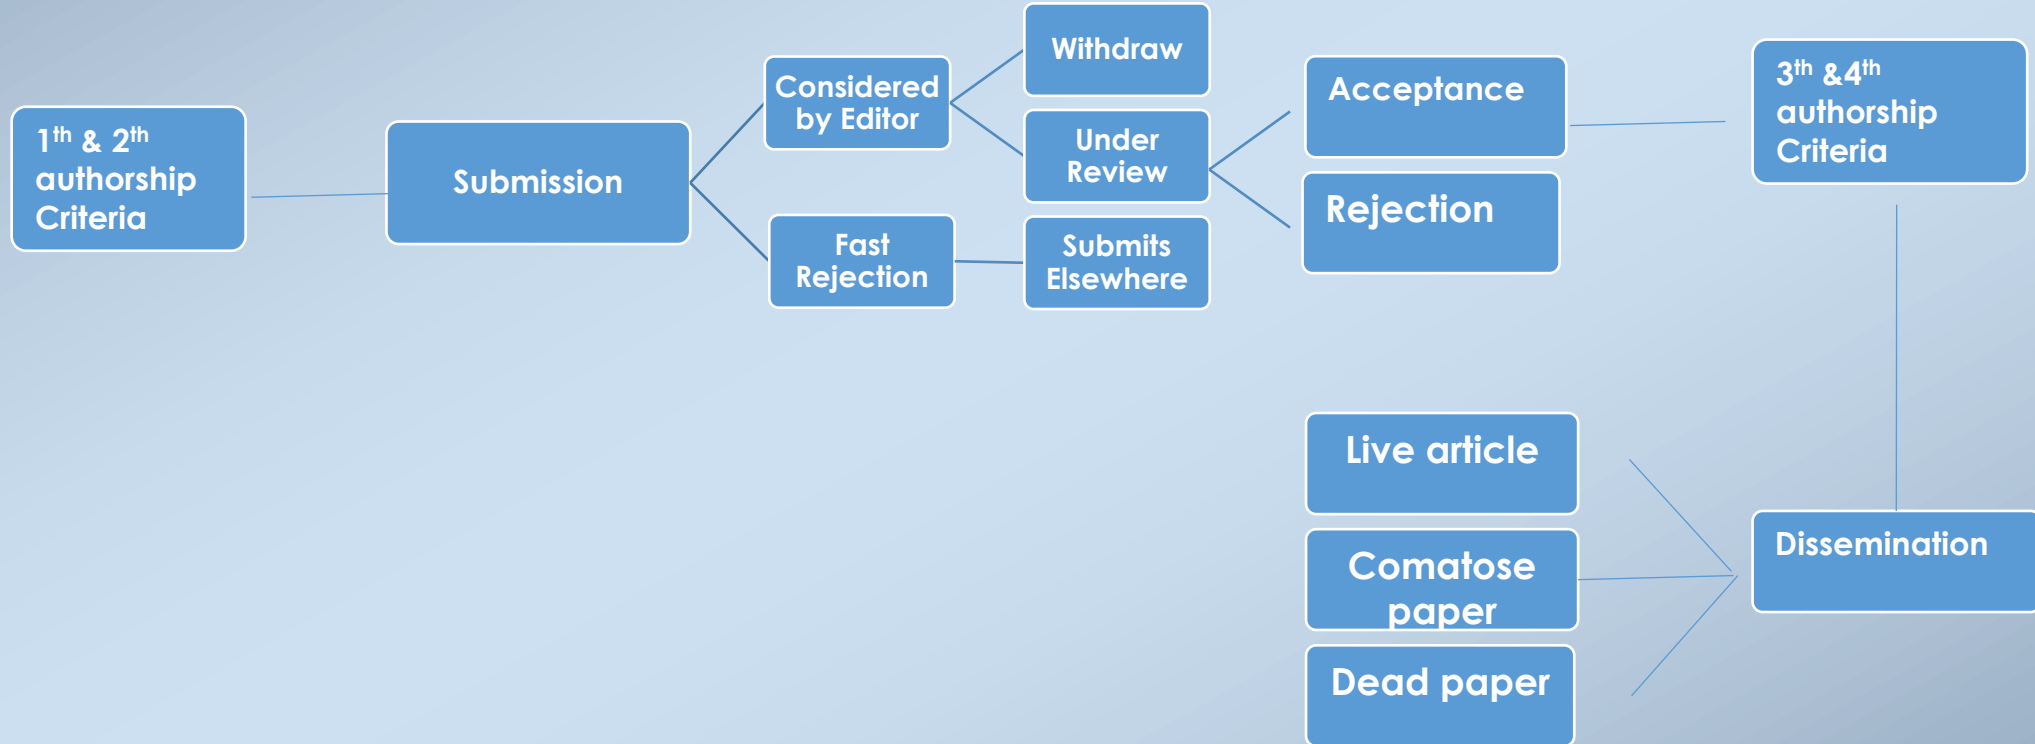 1th & 2th
authorship
Criteria
Submission
Considered
by Editor
Fast
Rejection
Withdraw
Under
Review
Submits
Elsewhere
Acceptance
Rejection
3th &4th
authorship
Criteria
Dissemination
Live article
Comatose
paper
Dead paper